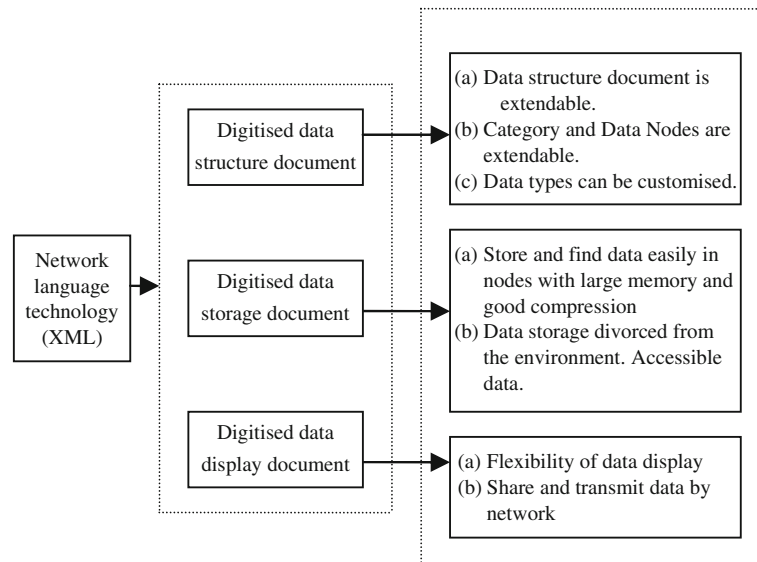 Network
language
technology
(XML)
Digitised data
structure document
Digitised data
storage document
Digitised data
display document
(a) Data structure document is
extendable.
(b) Category and Data Nodes are
extendable.
(c) Data types can be customised.
(a) Store and find data easily in
nodes with large memory and
good compression
(b) Data storage divorced from
the environment. Accessible
data.
(a) Flexibility of data display
(b) Share and transmit data by
network